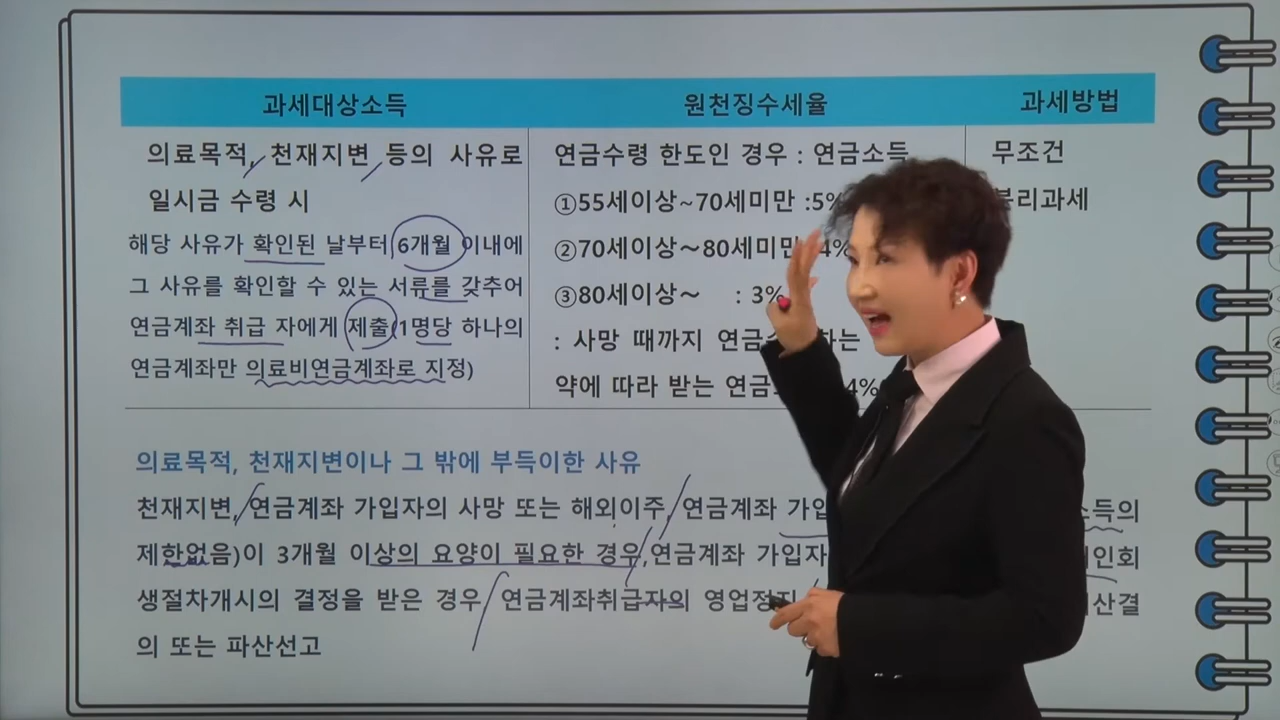 과세대상소득 원천징수세율 과세방법
의료목적, 천재지변, 등의 사유로
일시금 수령 시
해당 사유가 확인된 날부터 6개월 이내에
그 사유를 확인할 수 있는 서류를 갖추어
연금계좌 취급 자에게 제출(1명당 하나의
연금계좌만 의료비연금계좌로 지정)
연금수령 한도인 경우 : 연금소득
①55세이상~70세미만 :5%
②70세이상~80세미만 4%
③80세이상~ : 3%
: 사망 때까지 연금 하는
약에 따라 받는 연금 4%
무조건
분리과세
의료목적, 천재지변이나 그 밖에 부득이한 사유
천재지변, 연금계좌 가입자의 사망 또는 해외이주, 연금계좌 소득의
제한없음)이 3개월 이상의 요양이 필요한 경우, 연금계좌 가입자 인회
생절차개시의 결정을 받은 경우, 연금계좌취급자의 영업정지 산결
의 또는 파산선고